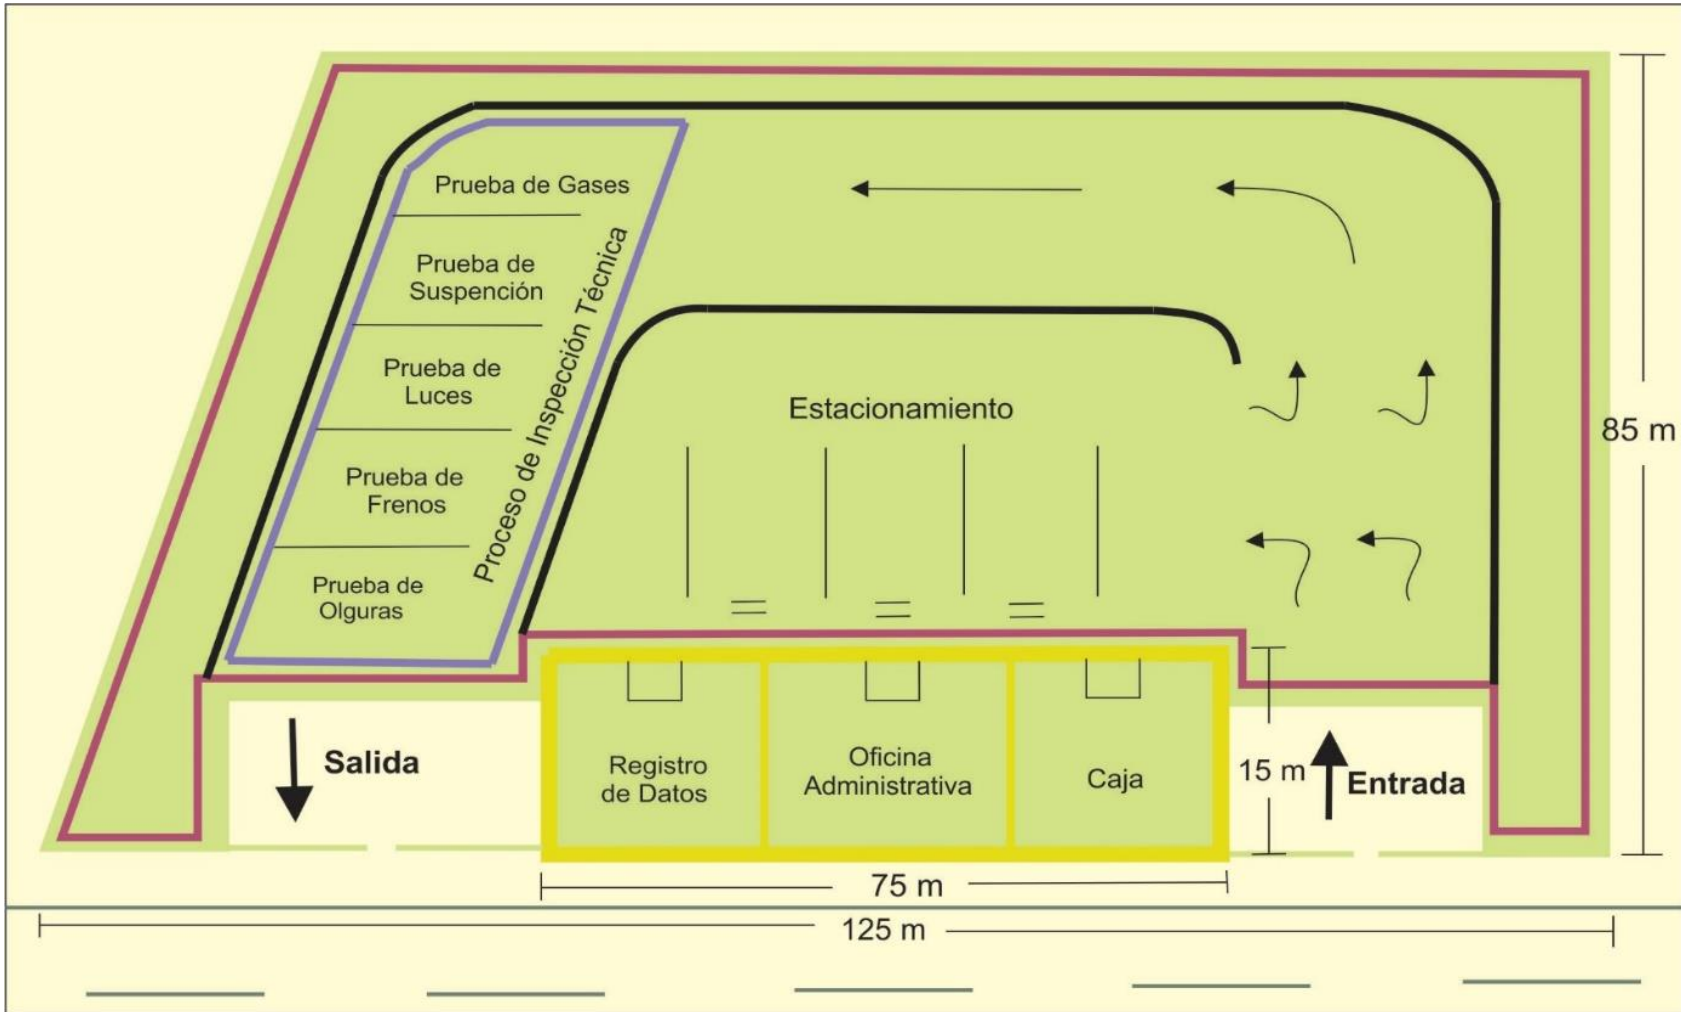 Prueba de Gases
Prueba de
Suspención
Prueba de
Luces
Prueba de
Frenos
Prueba de
Olguras
Proceso de Inspección Técnica
Estacionamiento
85 m
Salida
Registro
de Datos
Oficina
Administrativa
Caja
15 m
Entrada
75 m
125 m